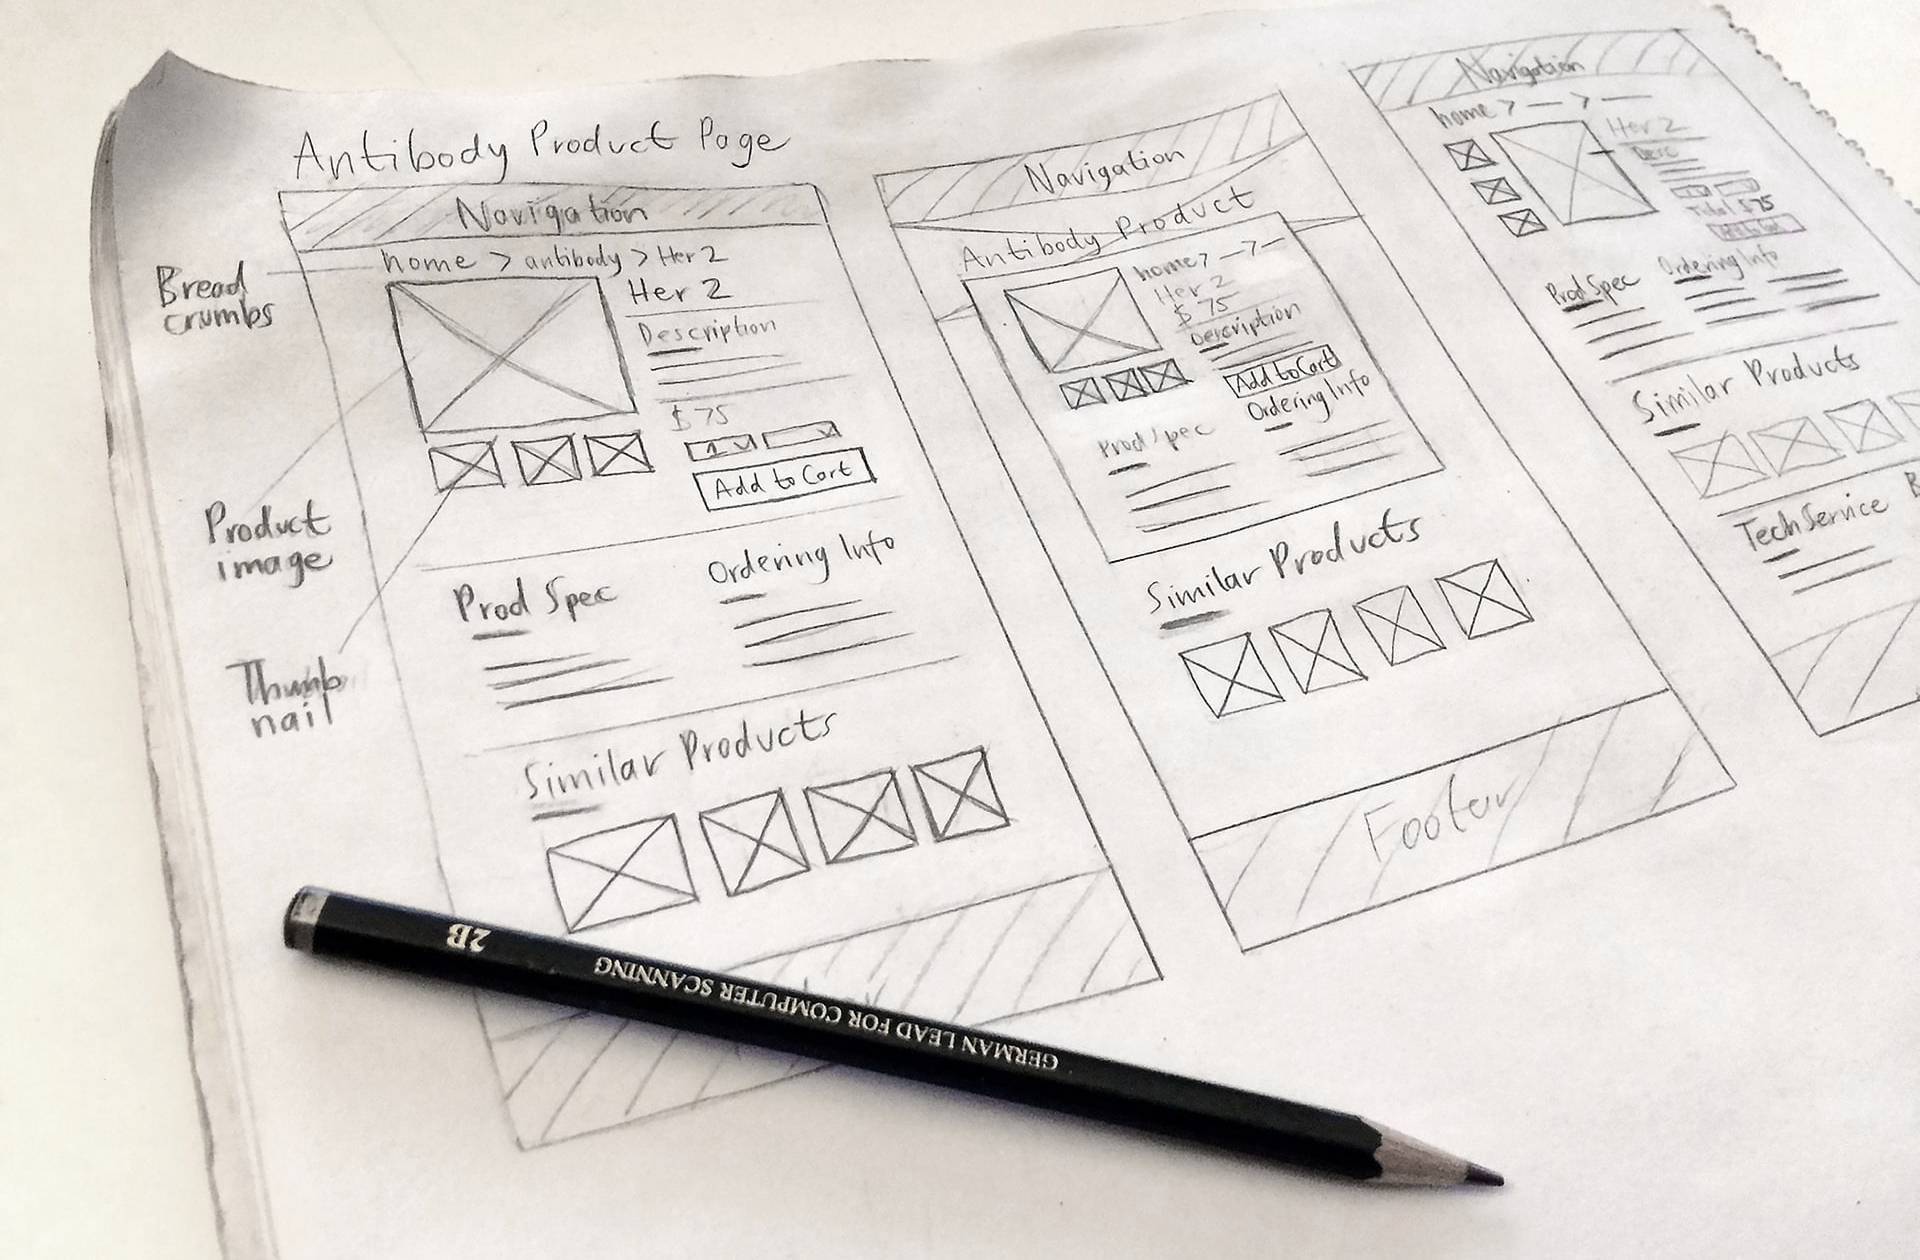 Antibody Product Page
Navigation
Bread
crumbs
home > antibody > Her 2
Her 2
Description
$75
1
Add to Cart
Product
image
Thumb
nail
Prod Spec
Ordering Info
Similar Products
Navigation
Antibody Product
home > — > —
Her 2
$75
Description
Add to Cart
Ordering Info
Prod Spec
Similar Products
Footer
Navigation
home > — > —
Her 2
Desc
Total $75
Prod Spec
Ordering Info
Similar Products
Tech Service
2B
GERMAN LEAD FOR COMPUTER SCANNING